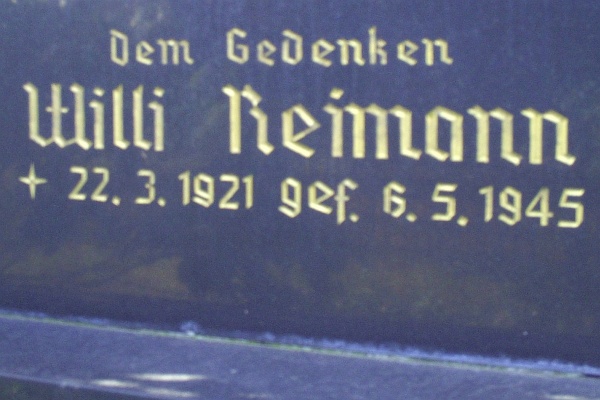 Dem Gedenken
Willi Reimann
22. 3. 1921 gef. 6. 5. 1945